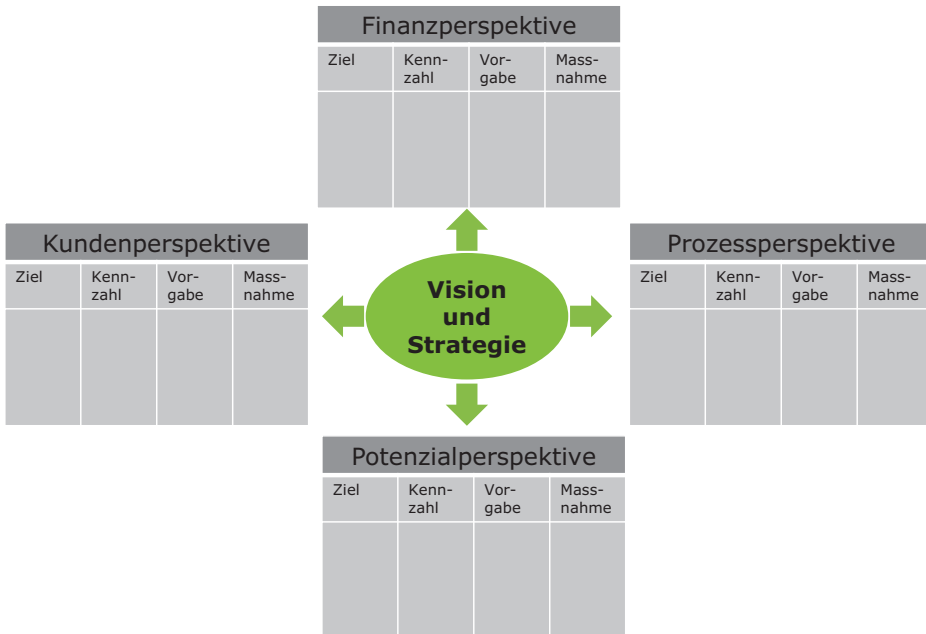 Finanzperspektive
Ziel
Kenn-
zahl
Vor-
gabe
Mass-
nahme
Kundenperspektive
Ziel
Kenn-
zahl
Vor-
gabe
Mass-
nahme
Vision
und
Strategie
Prozessperspektive
Ziel
Kenn-
zahl
Vor-
gabe
Mass-
nahme
Potenzialperspektive
Ziel
Kenn-
zahl
Vor-
gabe
Mass-
nahme